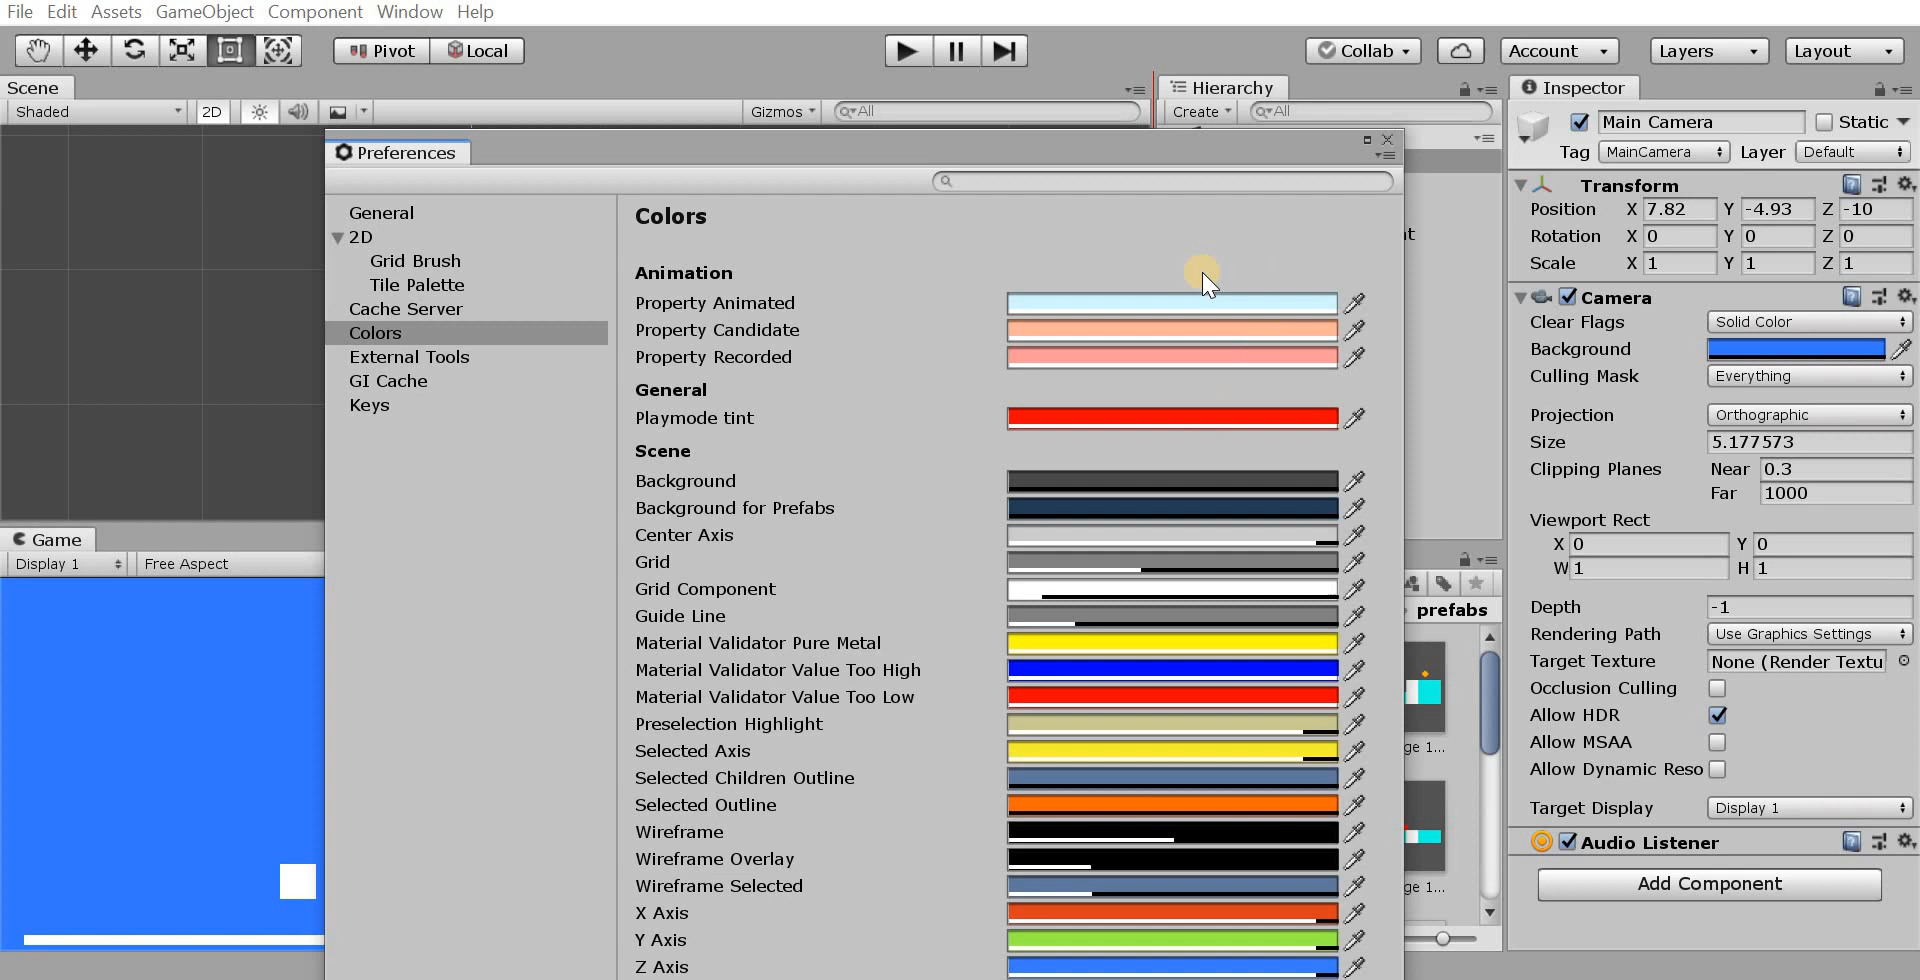 File Edit Assets GameObject Component Window Help
Pivot Local Collab Account Layers Layout
Scene
Shaded 2D Gizmos All
Hierarchy
Create All
Preferences
General
2D
Grid Brush
Tile Palette
Cache Server
Colors
External Tools
GI Cache
Keys
Colors
Animation
Property Animated
Property Candidate
Property Recorded
General
Playmode tint
Scene
Background
Background for Prefabs
Center Axis
Grid
Grid Component
Guide Line
Material Validator Pure Metal
Material Validator Value Too High
Material Validator Value Too Low
Preselection Highlight
Selected Axis
Selected Children Outline
Selected Outline
Wireframe
Wireframe Overlay
Wireframe Selected
X Axis
Y Axis
Z Axis
Game
Display 1 Free Aspect
prefabs
ge 1...
ge 1...
Inspector
Main Camera Static
Tag MainCamera Layer Default
Transform
Position X 7.82 Y -4.93 Z -10
Rotation X 0 Y 0 Z 0
Scale X 1 Y 1 Z 1
Camera
Clear Flags Solid Color
Background
Culling Mask Everything
Projection Orthographic
Size 5.177573
Clipping Planes Near 0.3
Far 1000
Viewport Rect
X 0 Y 0
W 1 H 1
Depth -1
Rendering Path Use Graphics Settings
Target Texture None (Render Textu
Occlusion Culling
Allow HDR
Allow MSAA
Allow Dynamic Reso
Target Display Display 1
Audio Listener
Add Component